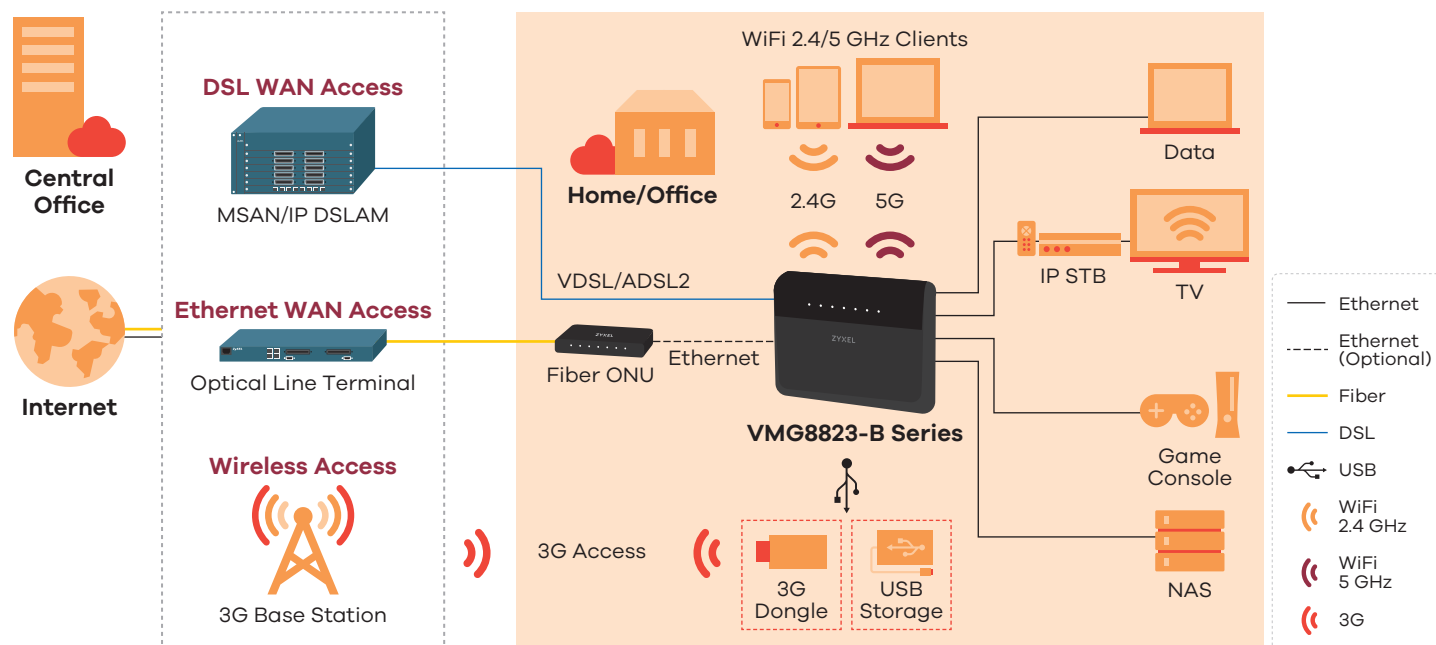 Central
Office
Internet
DSL WAN Access
MSAN/IP DSLAM
Ethernet WAN Access
Optical Line Terminal
Wireless Access
3G Base Station
WiFi 2.4/5 GHz Clients
Home/Office
2.4G
5G
VDSL/ADSL2
ZYXEL
Fiber ONU
Ethernet
ZYXEL
VMG8823-B Series
3G Access
3G
Dongle
USB
Storage
Data
IP STB
TV
Game
Console
NAS
Ethernet
Ethernet
(Optional)
Fiber
DSL
USB
WiFi
2.4 GHz
WiFi
5 GHz
3G